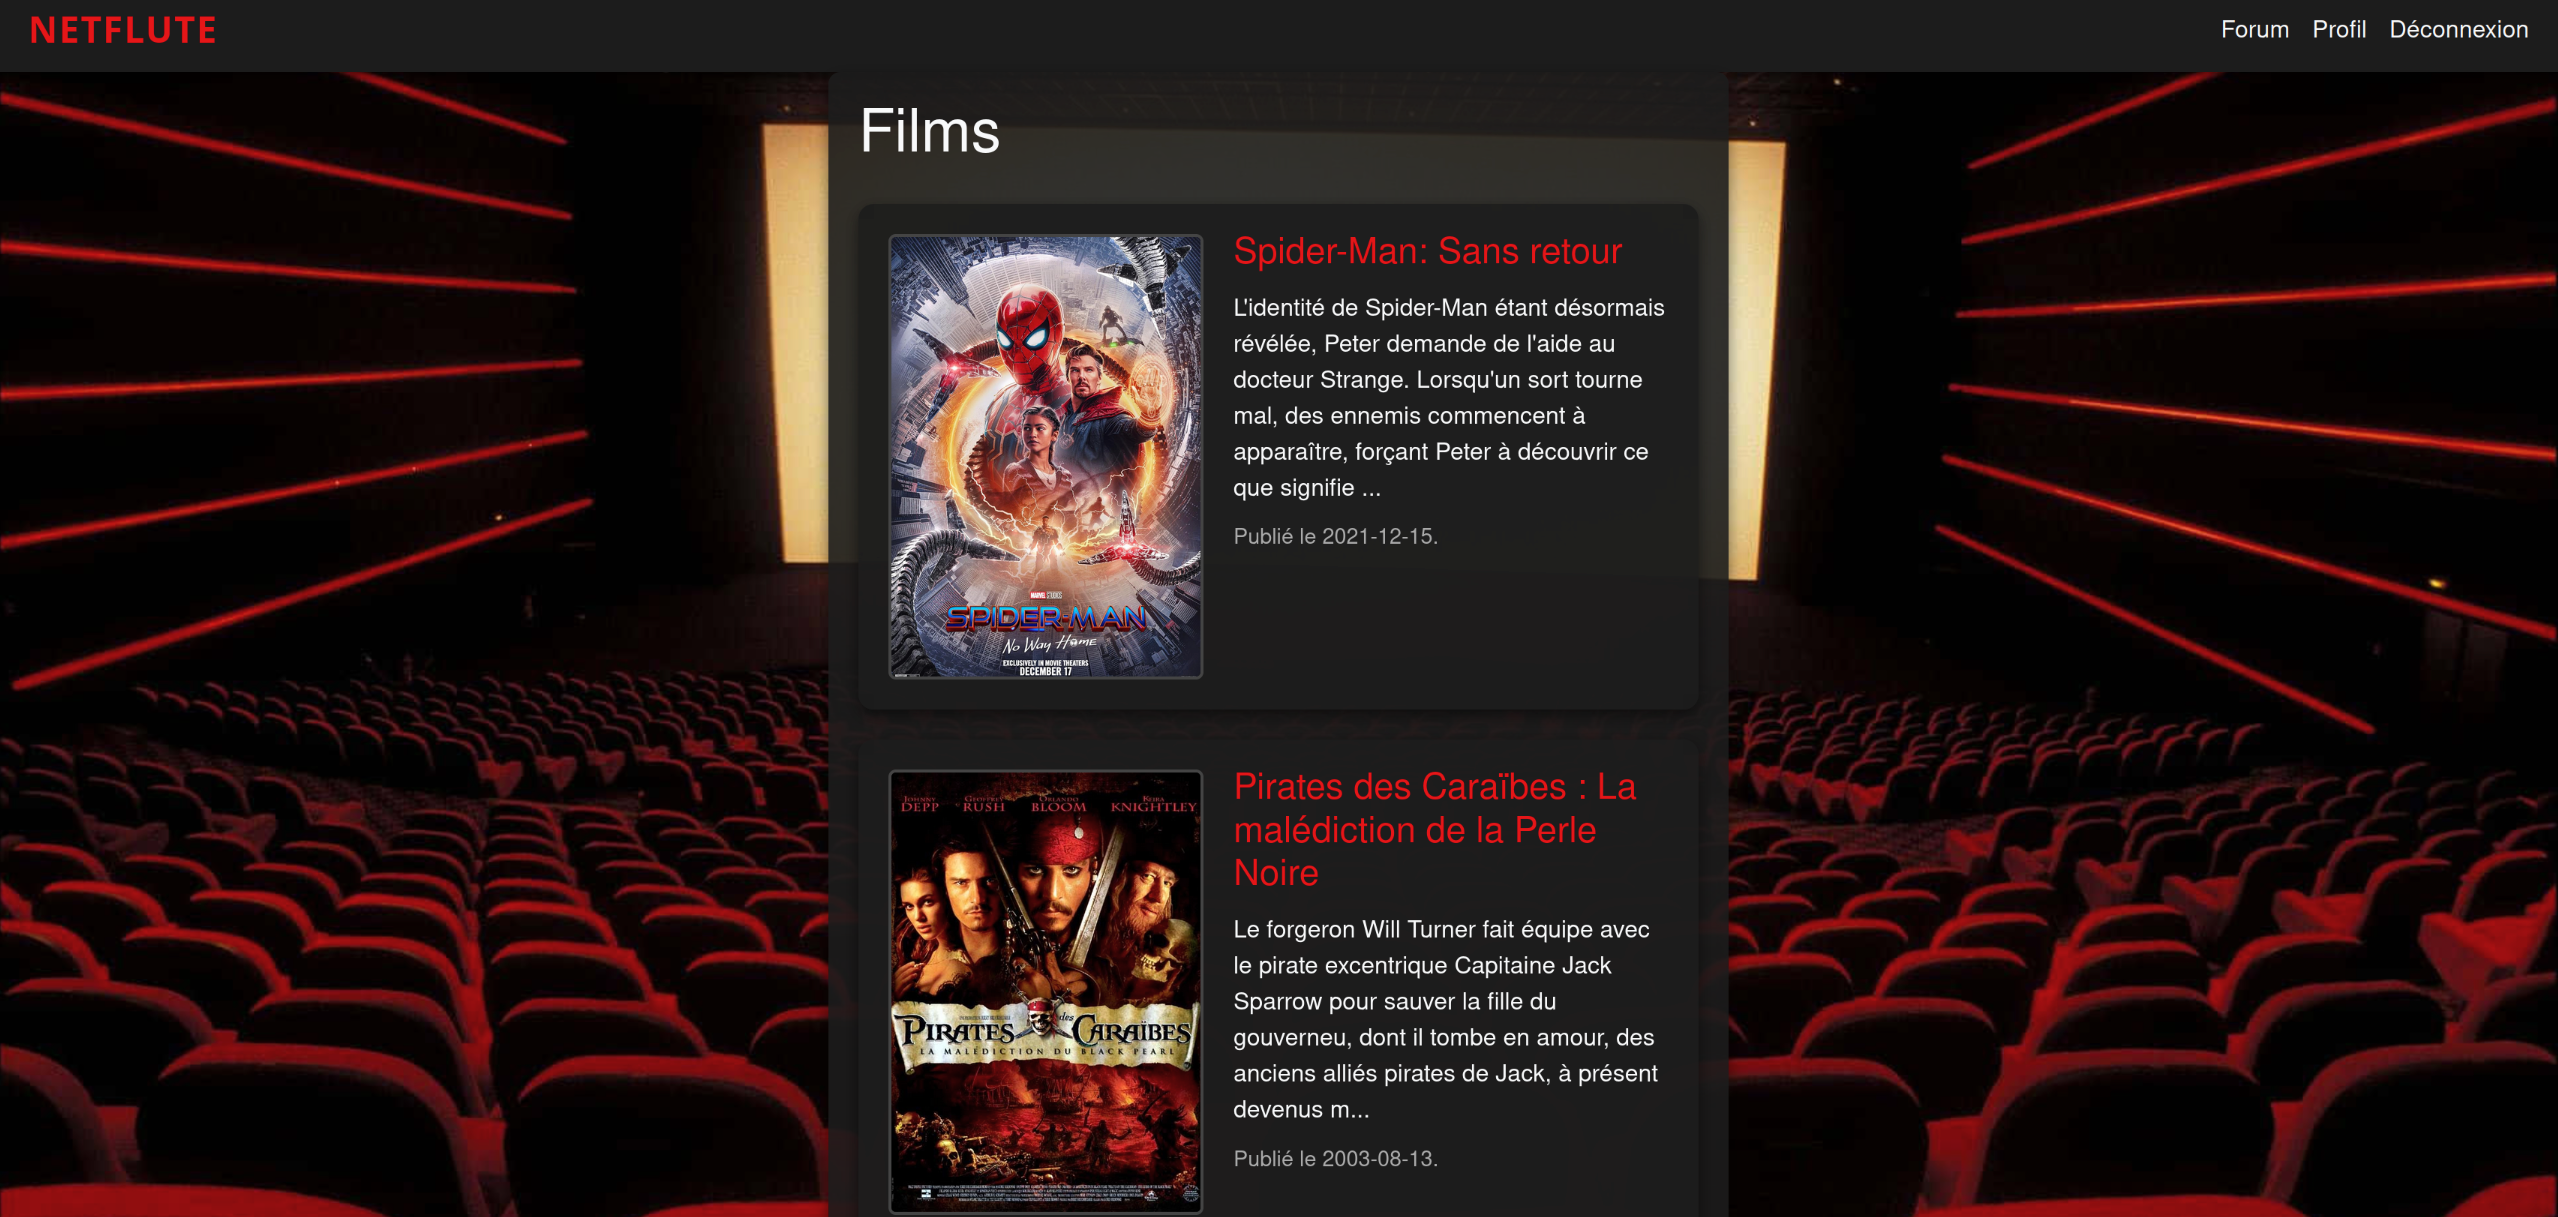 NETFLUTE
Forum Profil Déconnexion
Films
Spider-Man: Sans retour
L'identité de Spider-Man étant désormais
révélée, Peter demande de l'aide au
docteur Strange. Lorsqu'un sort tourne
mal, des ennemis commencent à
apparaître, forçant Peter à découvrir ce
que signifie ...
Publié le 2021-12-15.
MARVEL STUDIOS
SPIDER-MAN
No Way Home
EXCLUSIVELY IN MOVIE THEATERS
DECEMBER 17
Pirates des Caraïbes : La
malédiction de la Perle
Noire
Le forgeron Will Turner fait équipe avec
le pirate excentrique Capitaine Jack
Sparrow pour sauver la fille du
gouverneu, dont il tombe en amour, des
anciens alliés pirates de Jack, à présent
devenus m...
Publié le 2003-08-13.
JOHNNY DEPP GEOFFREY RUSH ORLANDO BLOOM KEIRA KNIGHTLEY
PIRATES des CARAÏBES
LA MALÉDICTION DU BLACK PEARL